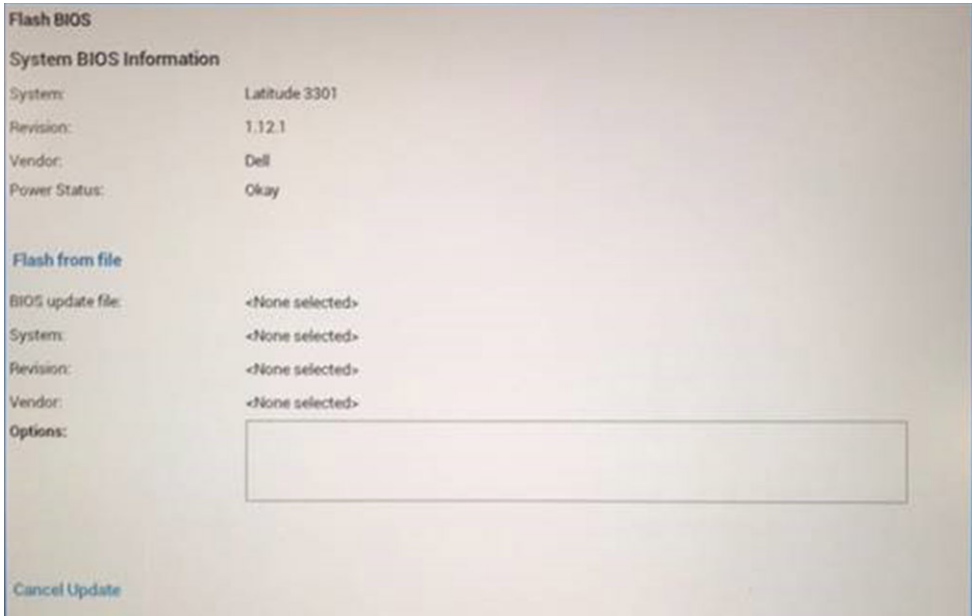 Flash BIOS
System BIOS Information
System: Latitude 3301
Revision: 1.12.1
Vendor: Dell
Power Status: Okay
Flash from file
BIOS update file: <None selected>
System: <None selected>
Revision: <None selected>
Vendor: <None selected>
Options:
Cancel Update